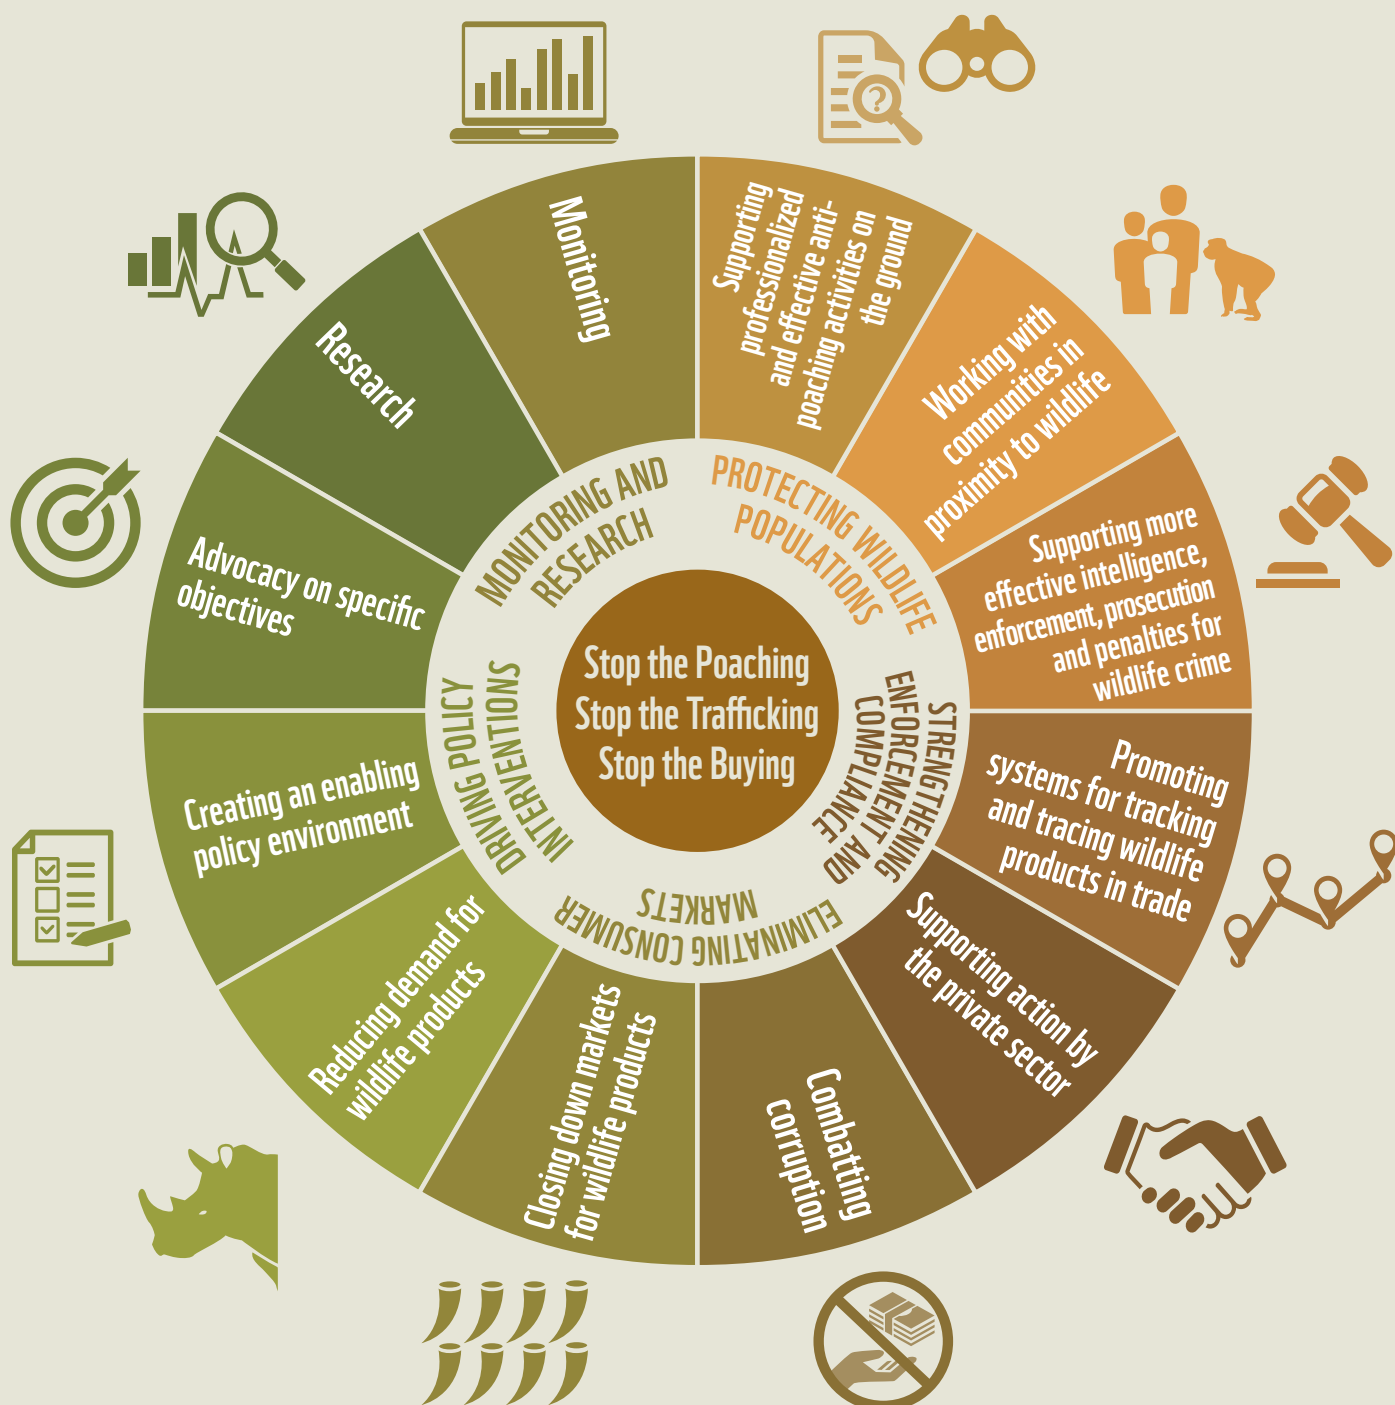 Stop the Poaching
Stop the Trafficking
Stop the Buying
PROTECTING WILDLIFE
POPULATIONS
STRENGTHENING
ENFORCEMENT AND
COMPLIANCE
ELIMINATING CONSUMER
MARKETS
DRIVING POLICY
INTERVENTIONS
MONITORING AND
RESEARCH
Supporting
professionalized
and effective anti-
poaching activities on
the ground
Working with
communities in
proximity to wildlife
Supporting more
effective intelligence,
enforcement, prosecution
and penalties for
wildlife crime
Promoting
systems for tracking
and tracing wildlife
products in trade
Supporting action by
the private sector
Combatting
corruption
Closing down markets
for wildlife products
Reducing demand for
wildlife products
Creating an enabling
policy environment
Advocacy on specific
objectives
Research
Monitoring
?